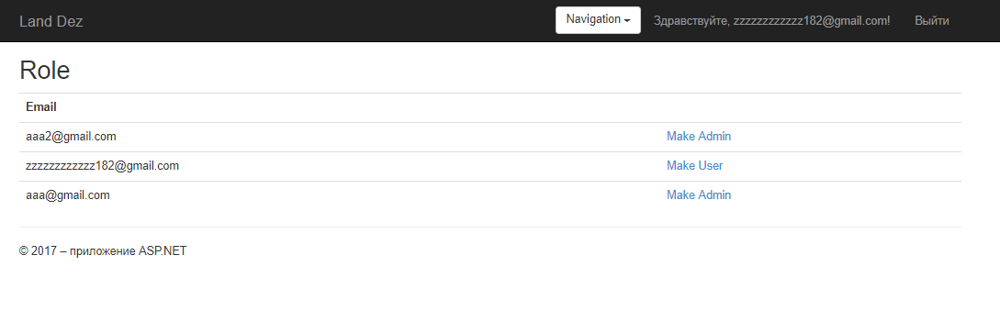 Land Dez Navigation Здравствуйте, zzzzzzzzzzzz182@gmail.com! Выйти
Role
Email
aaa2@gmail.com Make Admin
zzzzzzzzzzzz182@gmail.com Make User
aaa@gmail.com Make Admin
© 2017 – приложение ASP.NET